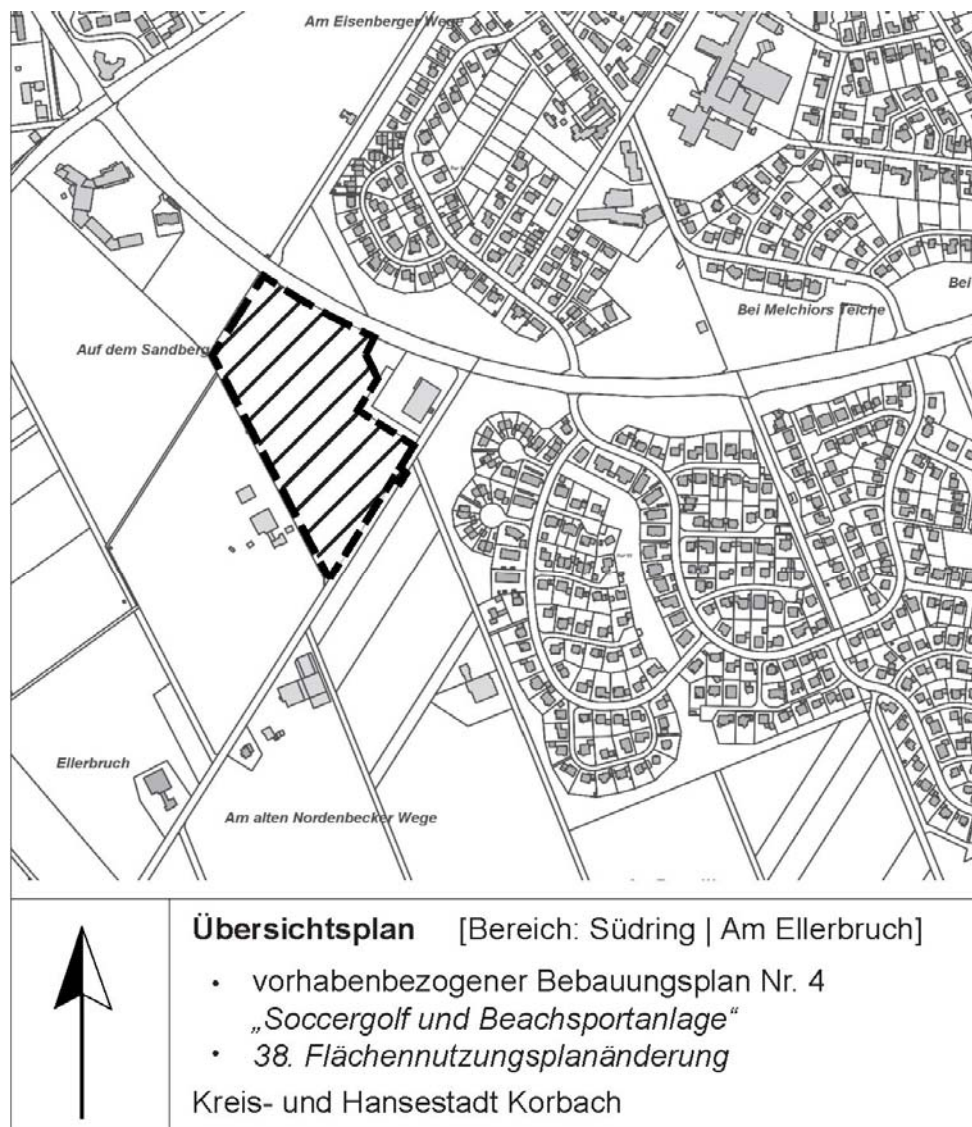 Am Eisenberger Wege
Bei Melchiors Teiche
Bei
Auf dem Sandberg
Ellerbruch
Am alten Nordenbecker Wege
Übersichtsplan [Bereich: Südring | Am Ellerbruch]
• vorhabenbezogener Bebauungsplan Nr. 4
„Soccergolf und Beachsportanlage“
• 38. Flächennutzungsplanänderung
Kreis- und Hansestadt Korbach